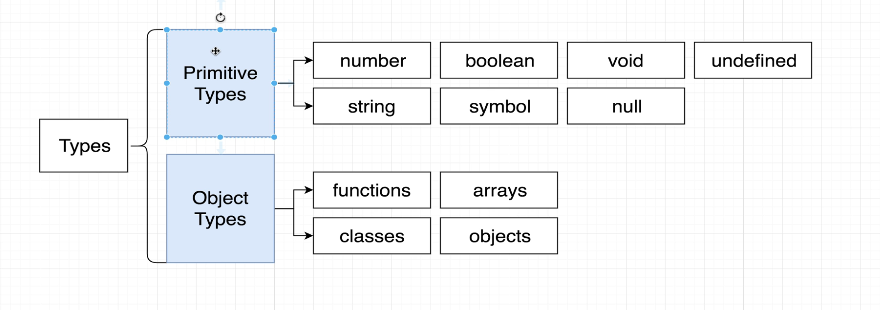 Types
Primitive
Types
number
boolean
void
undefined
string
symbol
null
Object
Types
functions
arrays
classes
objects